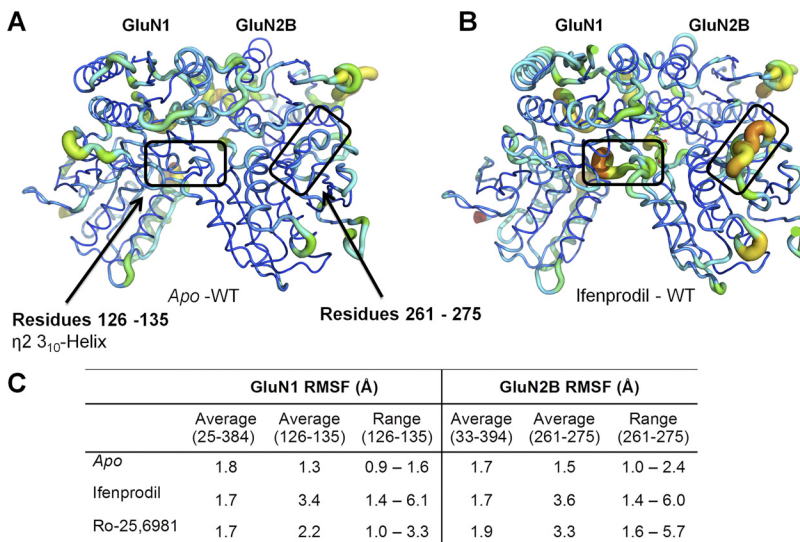 A
GluN1 GluN2B
Apo -WT
Residues 126 -135
η2 3₁₀-Helix
Residues 261 - 275
B
GluN1 GluN2B
Ifenprodil - WT
C
GluN1 RMSF (Å) GluN2B RMSF (Å)
Average (25-384) Average (126-135) Range (126-135) Average (33-394) Average (261-275) Range (261-275)
Apo 1.8 1.3 0.9 – 1.6 1.7 1.5 1.0 – 2.4
Ifenprodil 1.7 3.4 1.4 – 6.1 1.7 3.6 1.4 – 6.0
Ro-25,6981 1.7 2.2 1.0 – 3.3 1.9 3.3 1.6 – 5.7